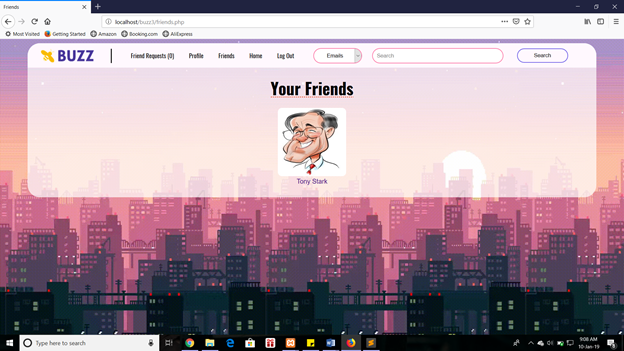 Friends
localhost/buzz3/friends.php
Most Visited Getting Started Amazon Booking.com AliExpress
BUZZ Friend Requests (0) Profile Friends Home Log Out Emails Search Search
Your Friends
Tony Stark
Type here to search
9:08 AM
10-Jan-19